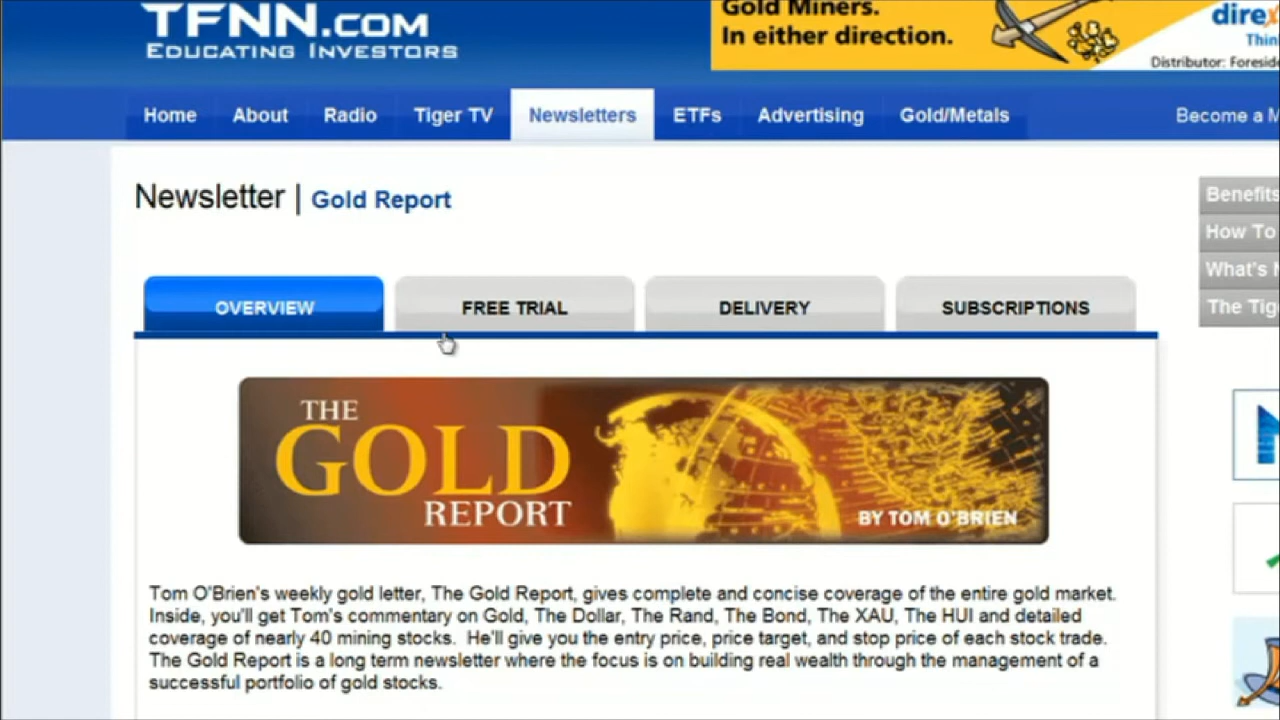 TFNN.COM
EDUCATING INVESTORS
Gold Miners.
In either direction.
Distributor:
Home About Radio Tiger TV Newsletters ETFs Advertising Gold/Metals Become a
Newsletter | Gold Report
Benefits
How To
What's
The
OVERVIEW FREE TRIAL DELIVERY SUBSCRIPTIONS
THE
GOLD
REPORT
BY TOM O'BRIEN
Tom O'Brien's weekly gold letter, The Gold Report, gives complete and concise coverage of the entire gold market.
Inside, you'll get Tom's commentary on Gold, The Dollar, The Rand, The Bond, The XAU, The HUI and detailed
coverage of nearly 40 mining stocks. He'll give you the entry price, price target, and stop price of each stock trade.
The Gold Report is a long term newsletter where the focus is on building real wealth through the management of a
successful portfolio of gold stocks.